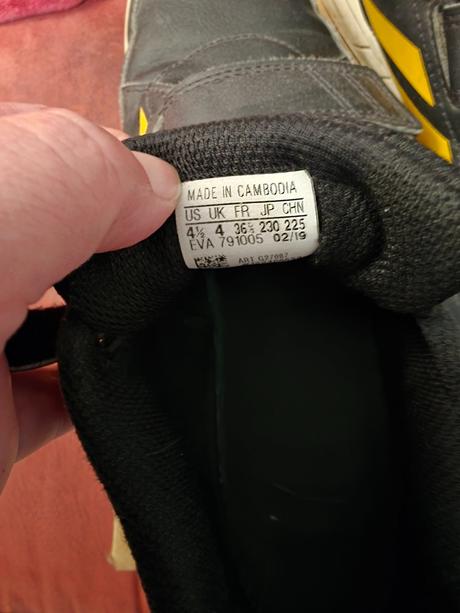 MADE IN CAMBODIA
US UK FR JP CHN
4½ 4 36⅔ 230 225
EVA 791005 02/19
ART